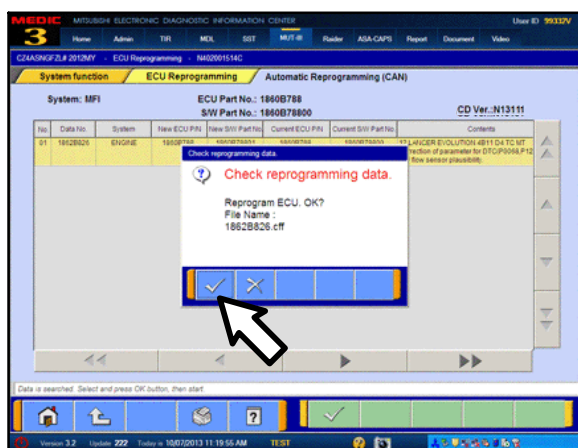 MEDIC MITSUBISHI ELECTRONIC DIAGNOSTIC INFORMATION CENTER User ID 99332V
3 Home Admin TIR MDL SST MUT-III Raider ASA-CAPS Report Document Video
CZ4ASNGFZL# 2012MY - ECU Reprogramming - N402001514C
System function ECU Reprogramming Automatic Reprogramming (CAN)
System: MFI ECU Part No.: 1860B788
S/W Part No.: 1860B78800 CD Ver.:N13111
No. Data No. System New ECU P/N New S/W Part No. Current ECU P/N Current S/W Part No. Contents
01 1862B826 ENGINE 1860B788 LANCER EVOLUTION 4B11 D4 TC MT
rection of parameter for DTC(P0068,P12
flow sensor plausibility.
Check reprogramming data.
Check reprogramming data.
Reprogram ECU. OK?
File Name :
1862B826.cff
Data is searched. Select and press OK button, then start.
Version 3.2 Update 222 Today is 10/07/2013 11:19:55 AM TEST